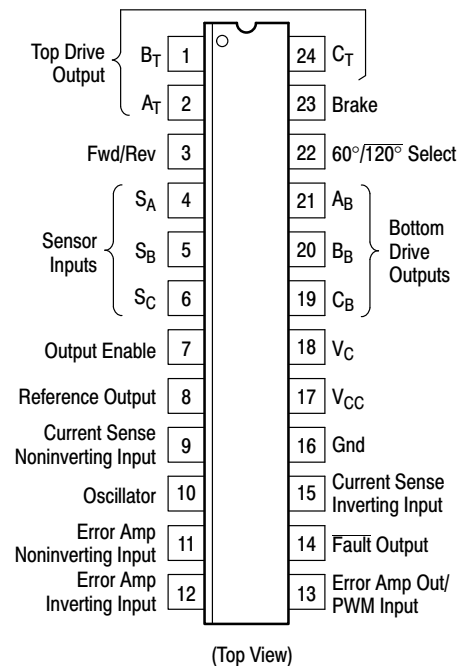 Top Drive
Output
B_T 1
24 C_T
A_T 2
23 Brake
Fwd/Rev 3
22 60°/1̅2̅0̅°̅ Select
Sensor
Inputs
S_A 4
S_B 5
S_C 6
21 A_B
20 B_B
19 C_B
Bottom
Drive
Outputs
Output Enable 7
18 V_C
Reference Output 8
17 V_CC
Current Sense
Noninverting Input
9
16 Gnd
Oscillator 10
15
Current Sense
Inverting Input
Error Amp
Noninverting Input
11
14 F̅a̅u̅l̅t̅ Output
Error Amp
Inverting Input
12
13
Error Amp Out/
PWM Input
(Top View)